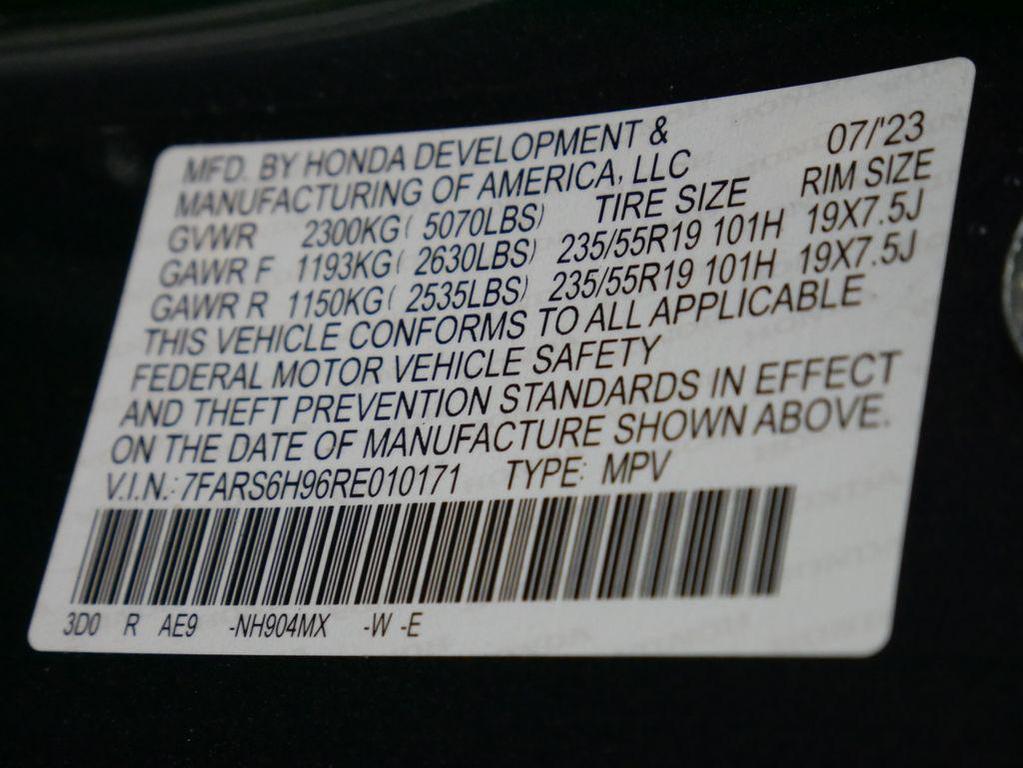 MFD. BY HONDA DEVELOPMENT & 07/'23
MANUFACTURING OF AMERICA, LLC
GVWR 2300KG( 5070LBS) TIRE SIZE RIM SIZE
GAWR F 1193KG( 2630LBS) 235/55R19 101H 19X7.5J
GAWR R 1150KG( 2535LBS) 235/55R19 101H 19X7.5J
THIS VEHICLE CONFORMS TO ALL APPLICABLE
FEDERAL MOTOR VEHICLE SAFETY
AND THEFT PREVENTION STANDARDS IN EFFECT
ON THE DATE OF MANUFACTURE SHOWN ABOVE.
V.I.N.: 7FARS6H96RE010171 TYPE: MPV
3D0 R AE9 -NH904MX -W -E